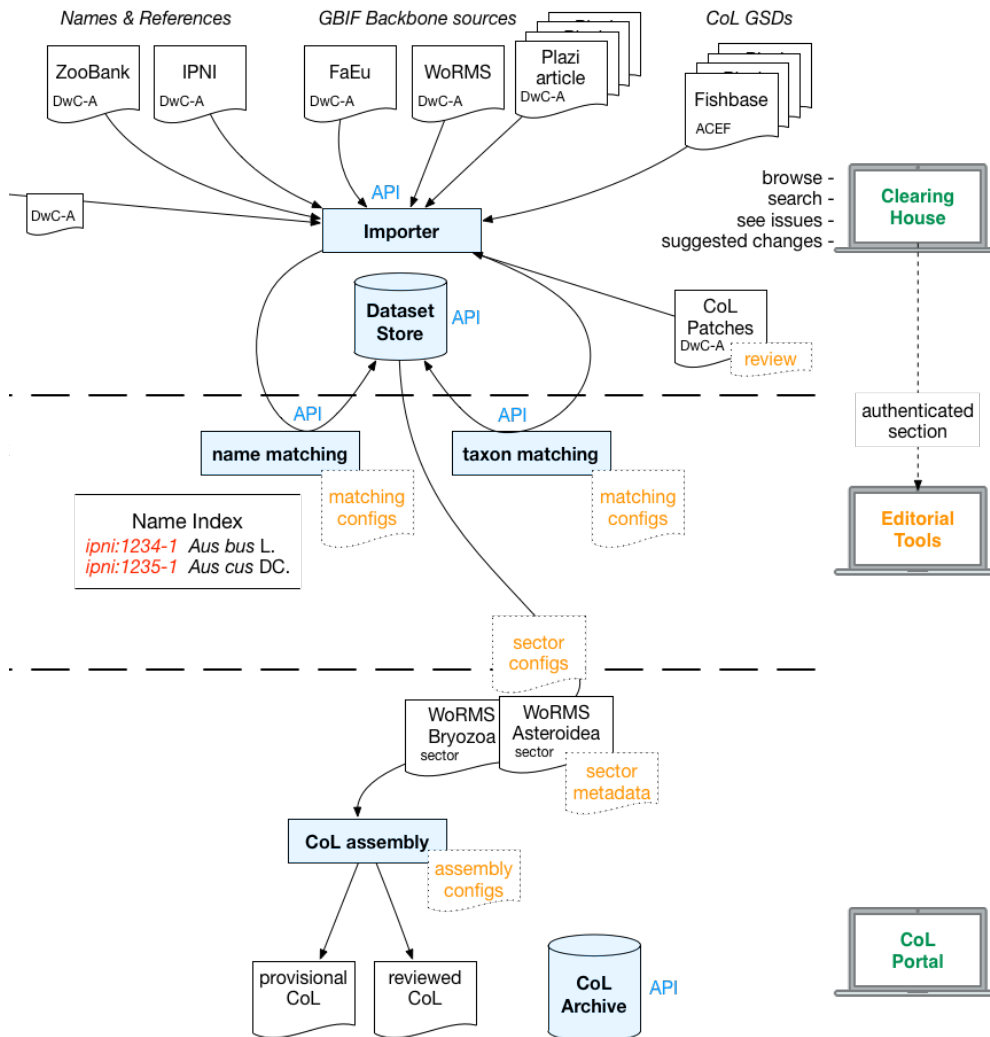 Names & References
GBIF Backbone sources
CoL GSDs
ZooBank
DwC-A
IPNI
DwC-A
FaEu
DwC-A
WoRMS
DwC-A
Plazi
article
DwC-A
Fishbase
ACEF
DwC-A
API
Importer
browse -
search -
see issues -
suggested changes -
Clearing
House
Dataset
Store
API
CoL
Patches
DwC-A
review
API
name matching
API
taxon matching
matching
configs
matching
configs
authenticated
section
Name Index
ipni:1234-1 Aus bus L.
ipni:1235-1 Aus cus DC.
Editorial
Tools
sector
configs
WoRMS
Bryozoa
sector
WoRMS
Asteroidea
sector
sector
metadata
CoL assembly
assembly
configs
provisional
CoL
reviewed
CoL
CoL
Archive
API
CoL
Portal